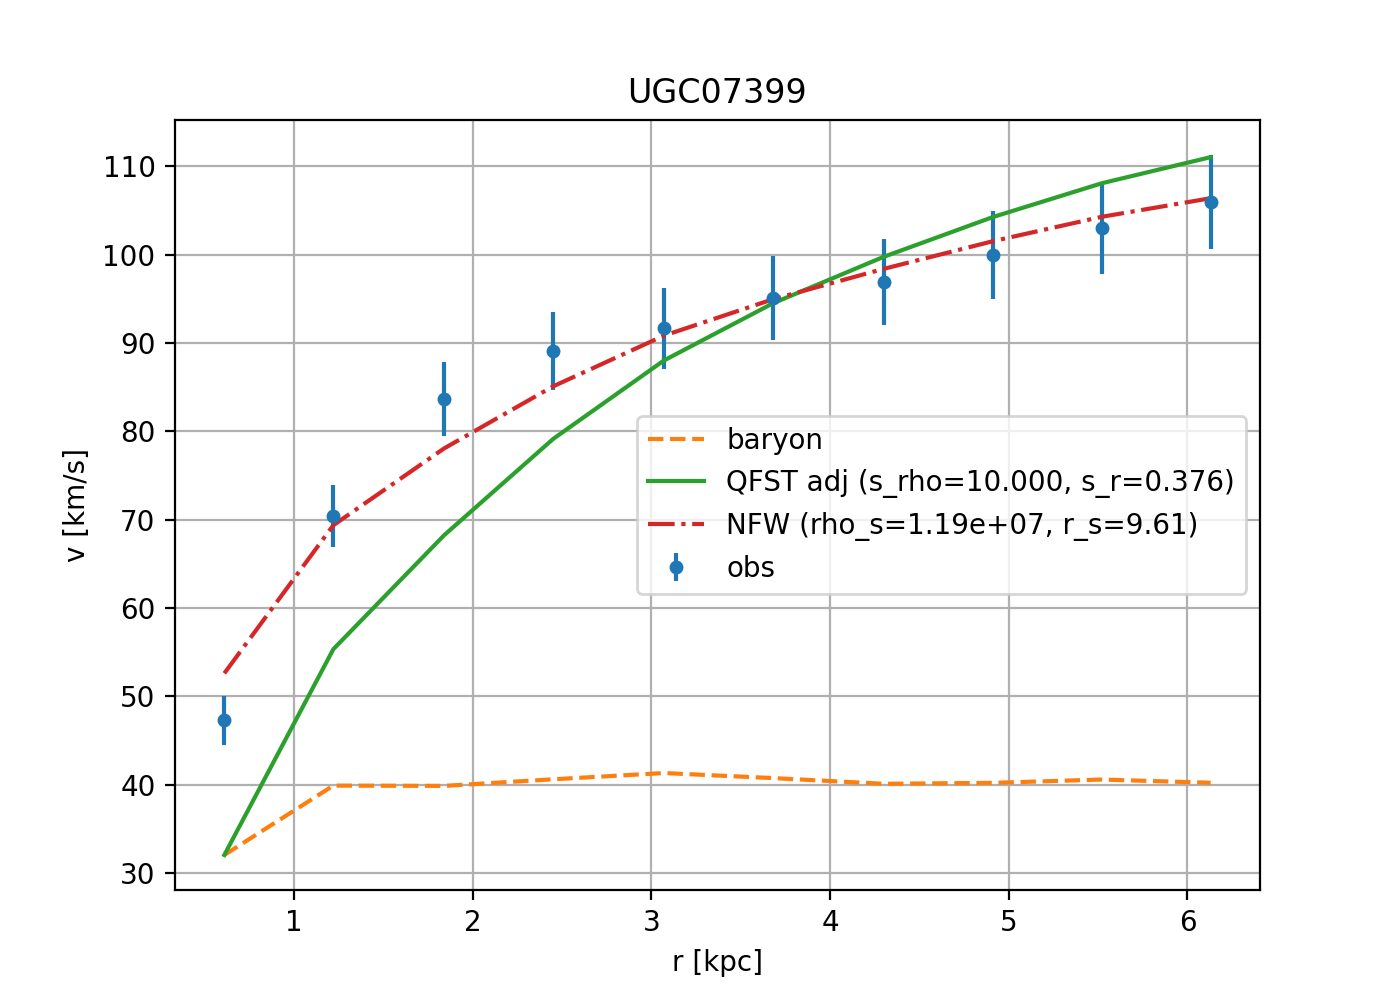 UGC07399
110
100
90
80
70
60
50
40
30
v [km/s]
baryon
QFST adj (s_rho=10.000, s_r=0.376)
NFW (rho_s=1.19e+07, r_s=9.61)
obs
1
2
3
4
5
6
r [kpc]